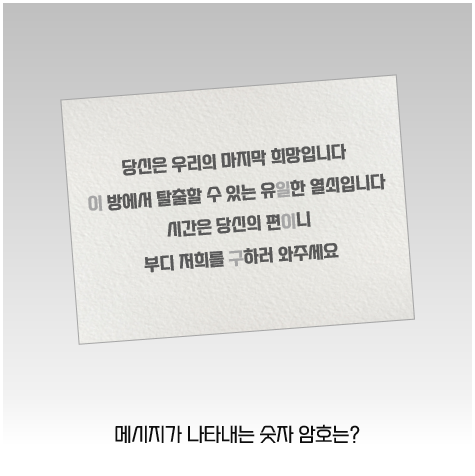 당신은 우리의 마지막 희망입니다
이 방에서 탈출할 수 있는 유일한 열쇠입니다
시간은 당신의 편이니
부디 저희를 구하러 와주세요
메시지가 나타내는 숫자 암호는?